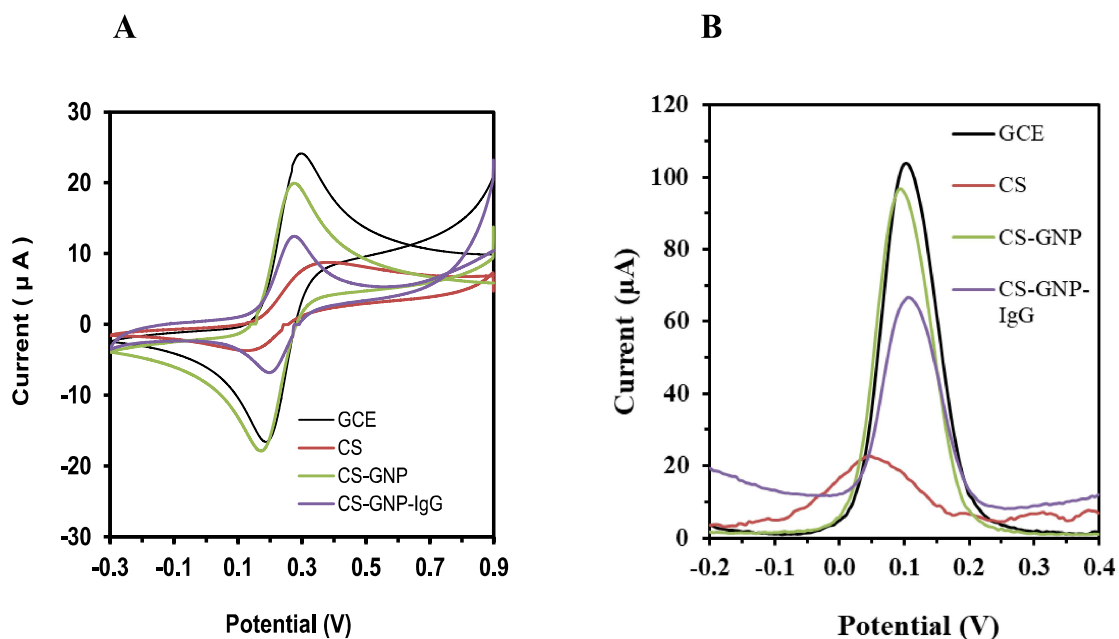 A
B
30
20
10
0
-10
-20
-30
-0.3
-0.1
0.1
0.3
0.5
0.7
0.9
Current ( µ A )
Potential (V)
GCE
CS
CS-GNP
CS-GNP-IgG
120
100
80
60
40
20
0
-0.2
-0.1
0.0
0.1
0.2
0.3
0.4
Current (µA)
Potential (V)
GCE
CS
CS-GNP
CS-GNP-
IgG